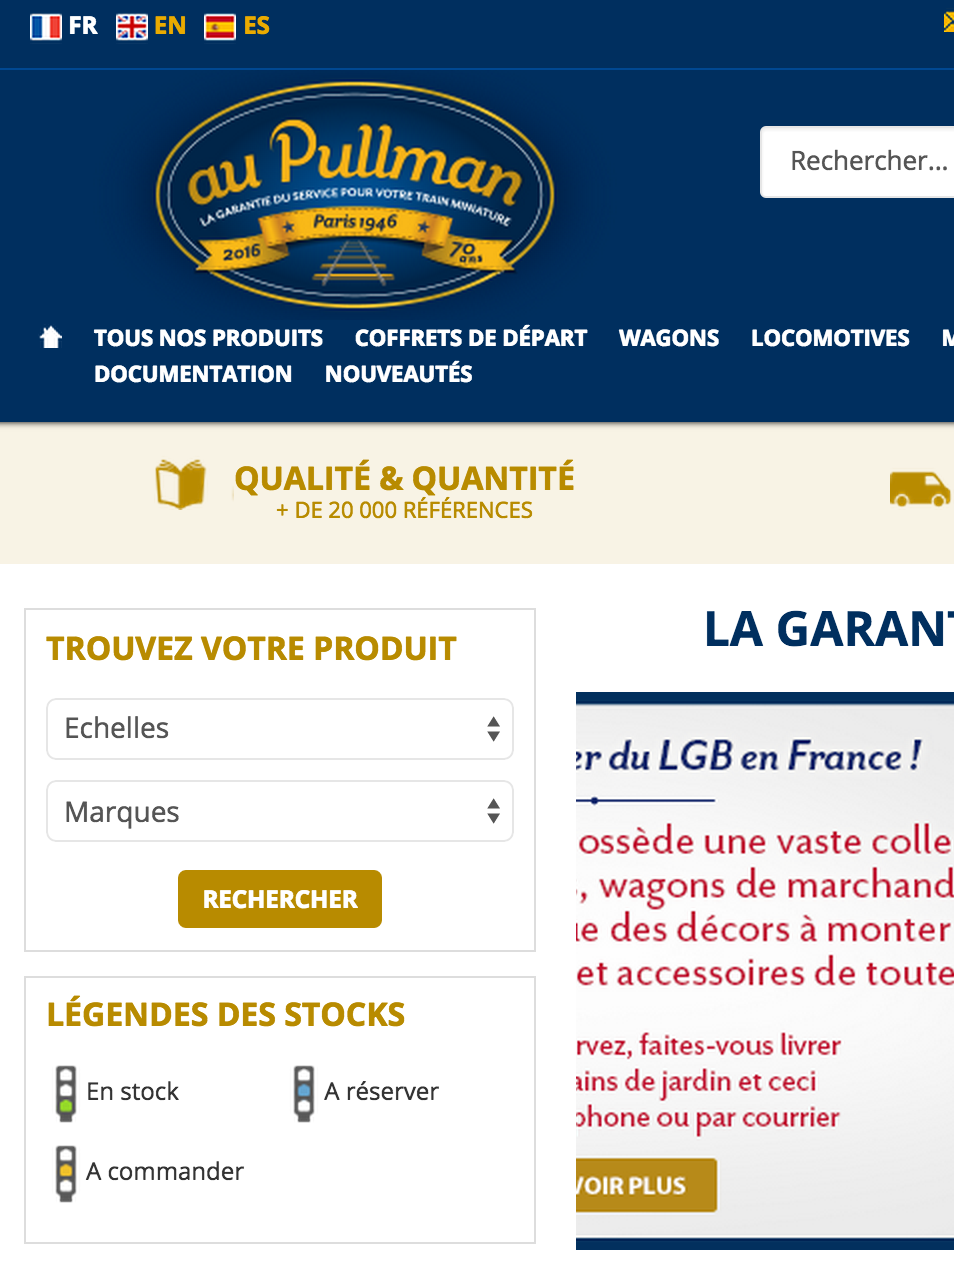 FR EN ES
au Pullman
LA GARANTIE DU SERVICE POUR VOTRE TRAIN MINIATURE
Paris 1946
2016
70
ans
Rechercher...
TOUS NOS PRODUITS COFFRETS DE DÉPART WAGONS LOCOMOTIVES M
DOCUMENTATION NOUVEAUTÉS
QUALITÉ & QUANTITÉ
+ DE 20 000 RÉFÉRENCES
TROUVEZ VOTRE PRODUIT
Echelles
Marques
RECHERCHER
LÉGENDES DES STOCKS
En stock
A réserver
A commander
LA GARANT
er du LGB en France !
ossède une vaste colle
, wagons de marchand
ue des décors à monter
et accessoires de toute
rvez, faites-vous livrer
ains de jardin et ceci
phone ou par courrier
VOIR PLUS